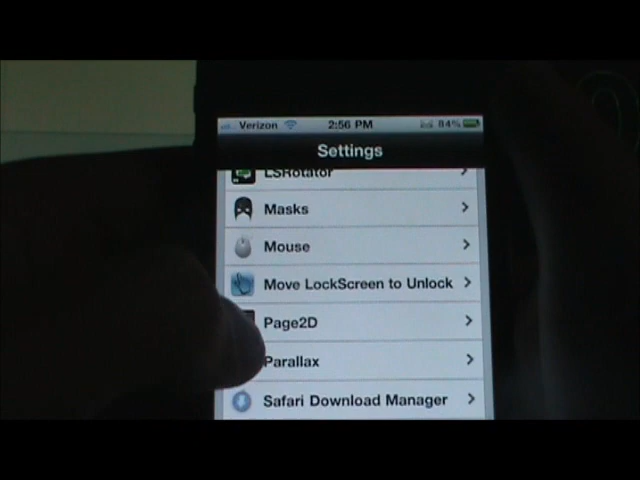 Verizon 2:56 PM 84%
Settings
LSRotator
Masks
Mouse
Move LockScreen to Unlock
Page2D
Parallax
Safari Download Manager